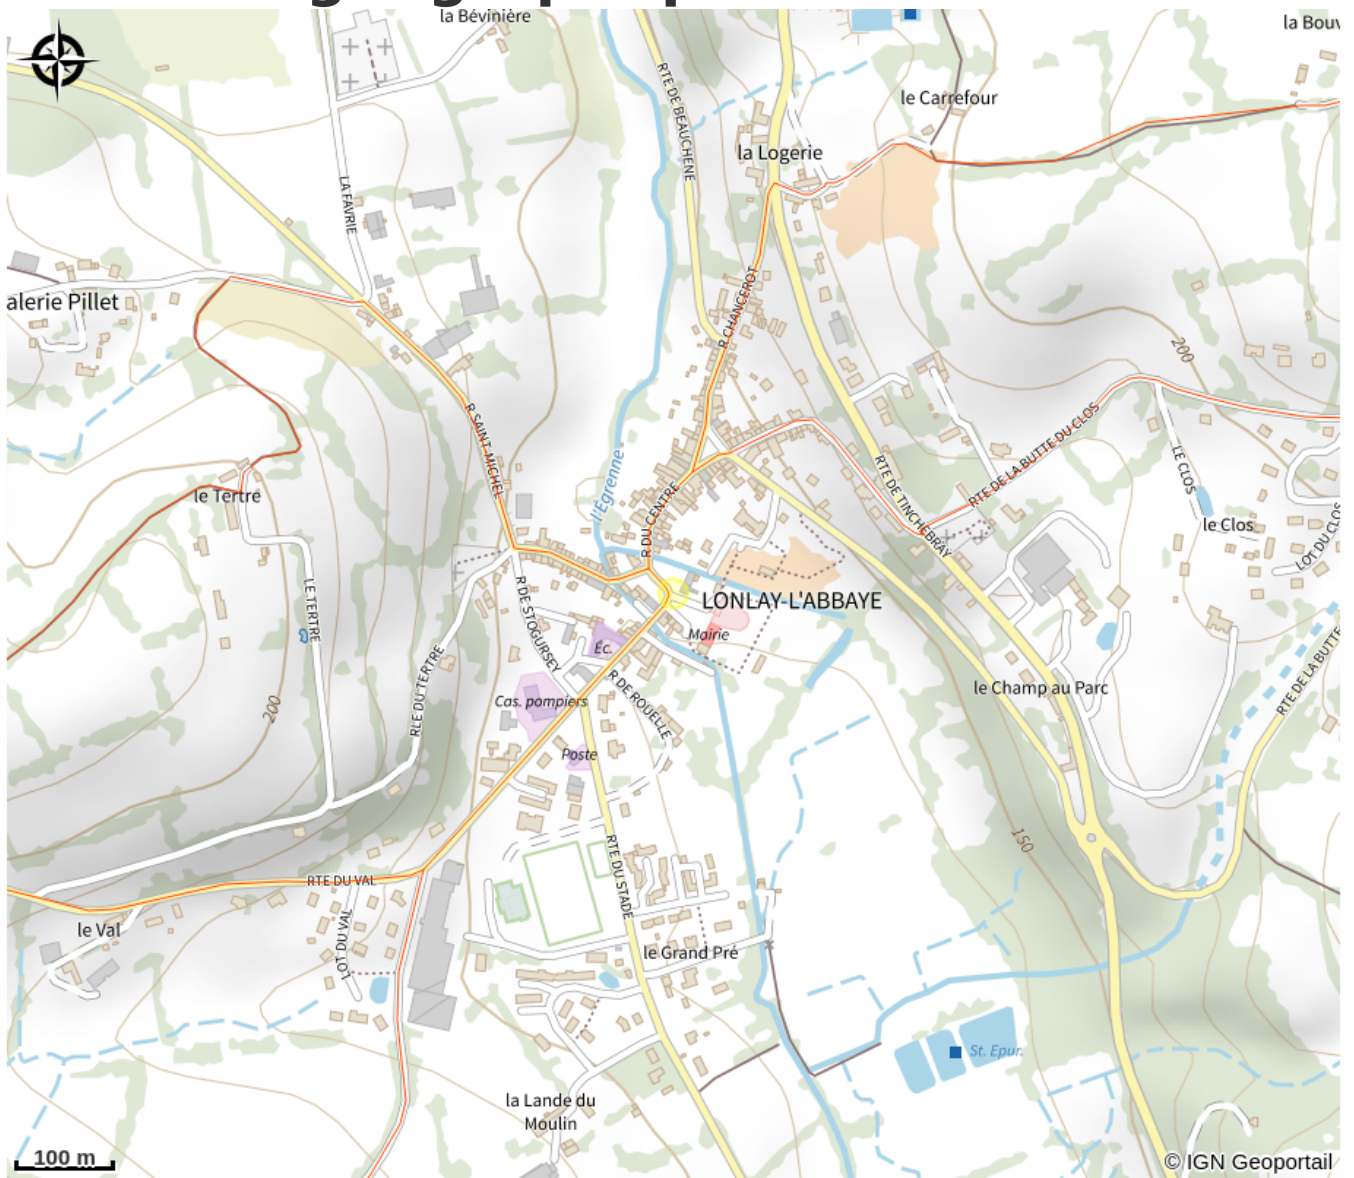 la Bévinière
la Bouv
le Carrefour
RTE DE BEAUCHENE
la Logerie
LA FAVRIE
alerie Pillet
R CHANCEROT
200
R SAINT-MICHEL
RTE DE LA BUTTE DU CLOS
LE CLOS
l'Égrenne
RTE DE TINCHEBRAY
le Tertre
R DU CENTRE
le Clos
LOT DU CLOS
LE TERTRE
R DE STOGURSEY
LONLAY-L'ABBAYE
Mairie
Ec.
RLE DU TERTRE
R DE ROUELLE
le Champ au Parc
RTE DE LA BUTTE
200
Cas. pompiers
Poste
150
RTE DU STADE
RTE DU VAL
le Val
LOT DU VAL
le Grand Pré
St. Epur.
la Lande du
Moulin
100 m
© IGN Geoportail